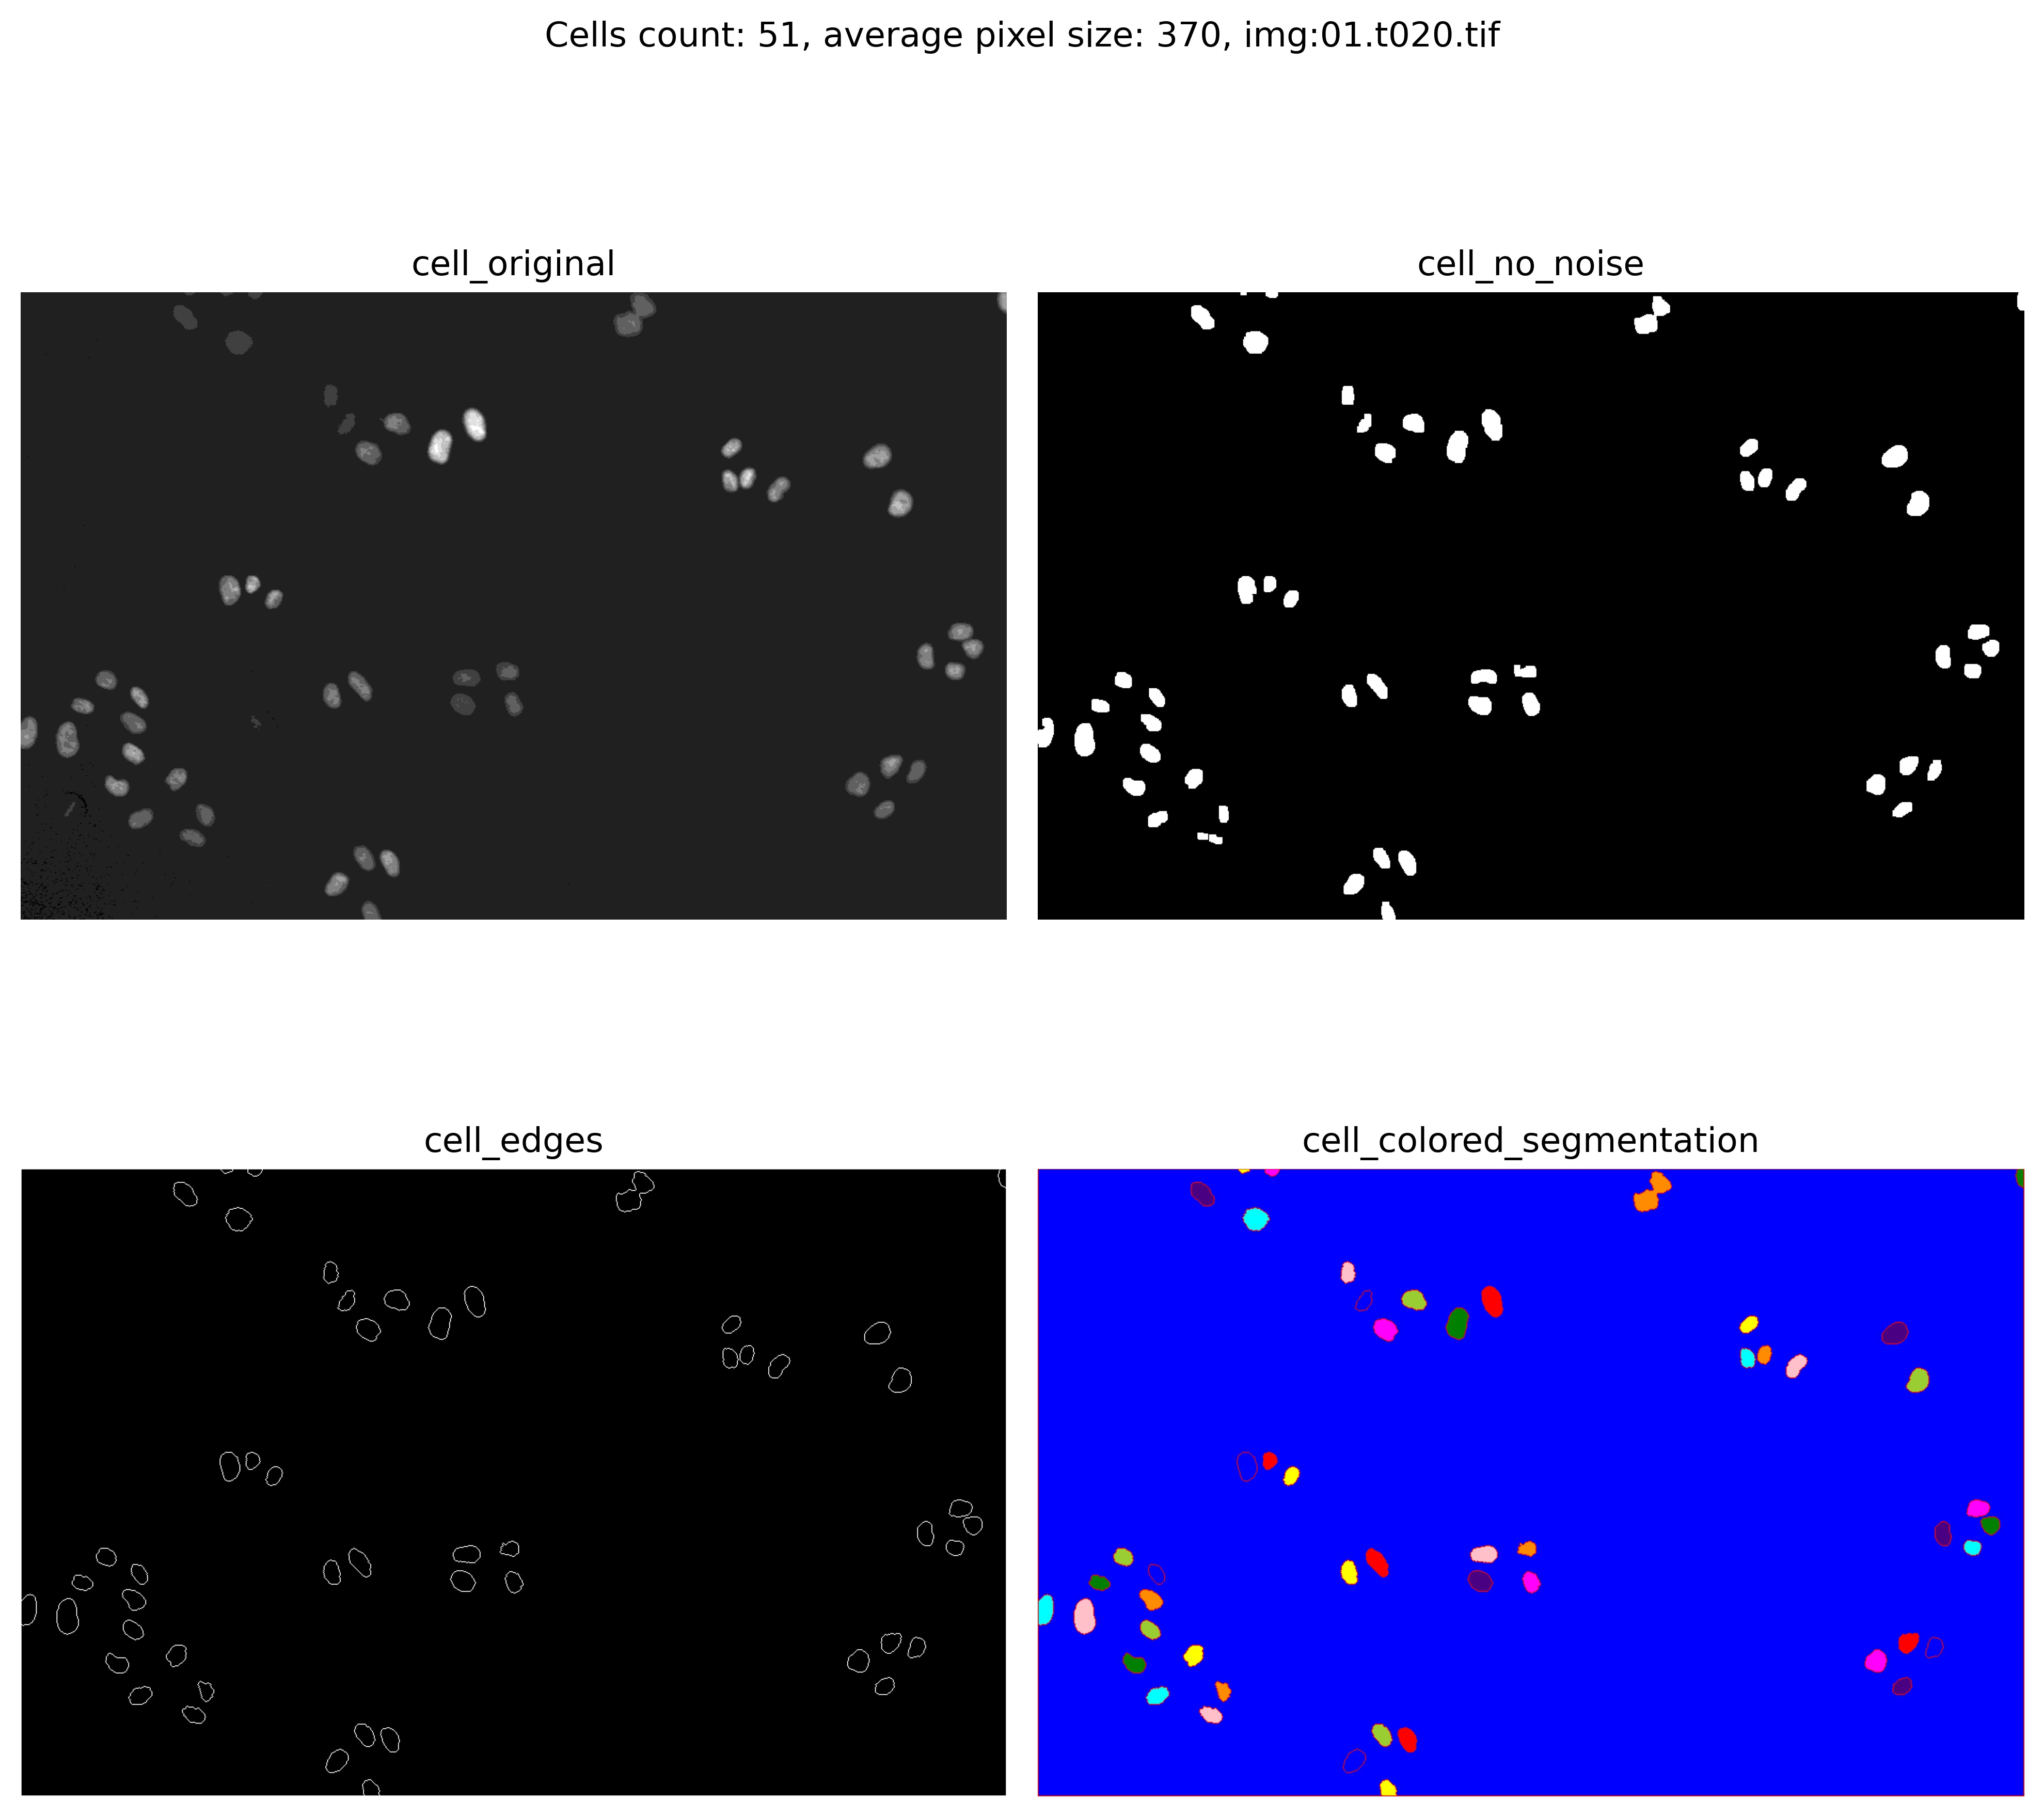 Cells count: 51, average pixel size: 370, img:01.t020.tif
cell_original
cell_no_noise
cell_edges
cell_colored_segmentation